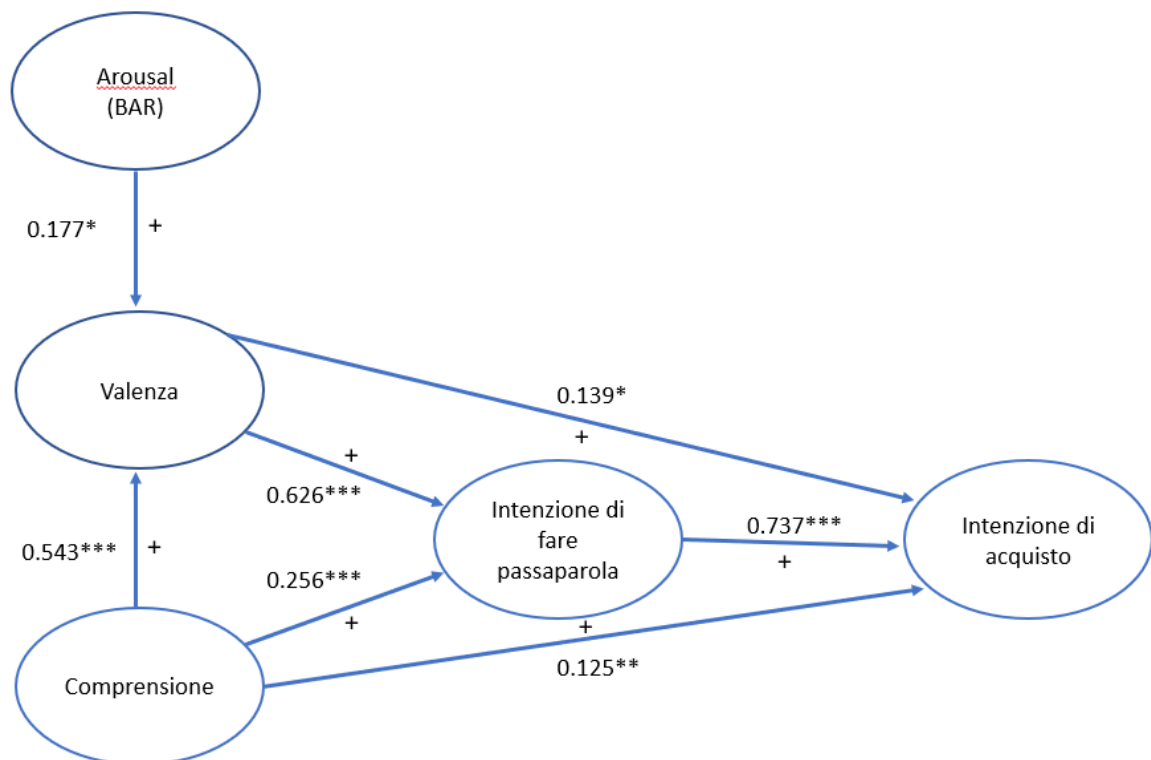 Arousal
(BAR)
0.177*
+
Valenza
0.139*
+
+
0.626***
Intenzione di
fare
passaparola
0.737***
+
Intenzione di
acquisto
0.543***
+
0.256***
+
+
0.125**
Comprensione